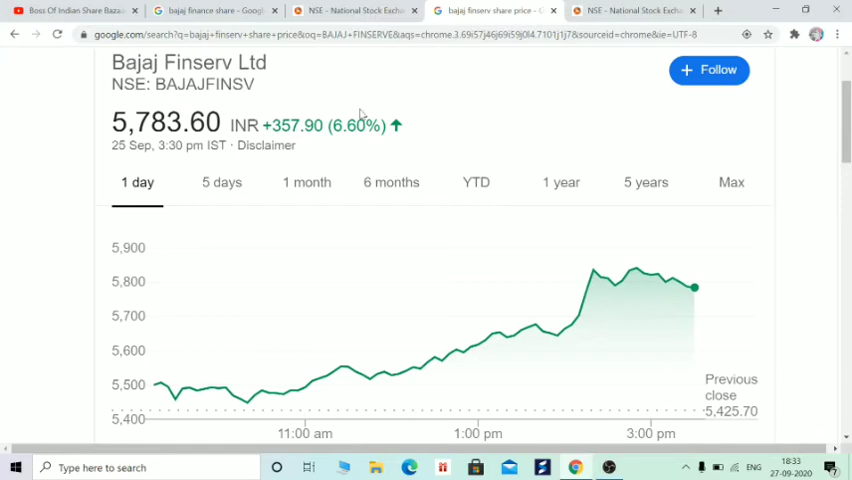 Boss Of Indian Share Bazaa
bajaj finance share - Google
NSE - National Stock Exchan
bajaj finserv share price - G
NSE - National Stock Exchan
google.com/search?q=bajaj+finserv+share+price&oq=BAJAJ+FINSERVE&aqs=chrome.3.69i57j46j69i59j0l4.7101j1j7&sourceid=chrome&ie=UTF-8
Bajaj Finserv Ltd
NSE: BAJAJFINSV
+ Follow
5,783.60 INR +357.90 (6.60%)
25 Sep, 3:30 pm IST · Disclaimer
1 day 5 days 1 month 6 months YTD 1 year 5 years Max
5,900
5,800
5,700
5,600
5,500
5,400
Previous
close
5,425.70
11:00 am 1:00 pm 3:00 pm
Type here to search
ENG
18:33
27-09-2020